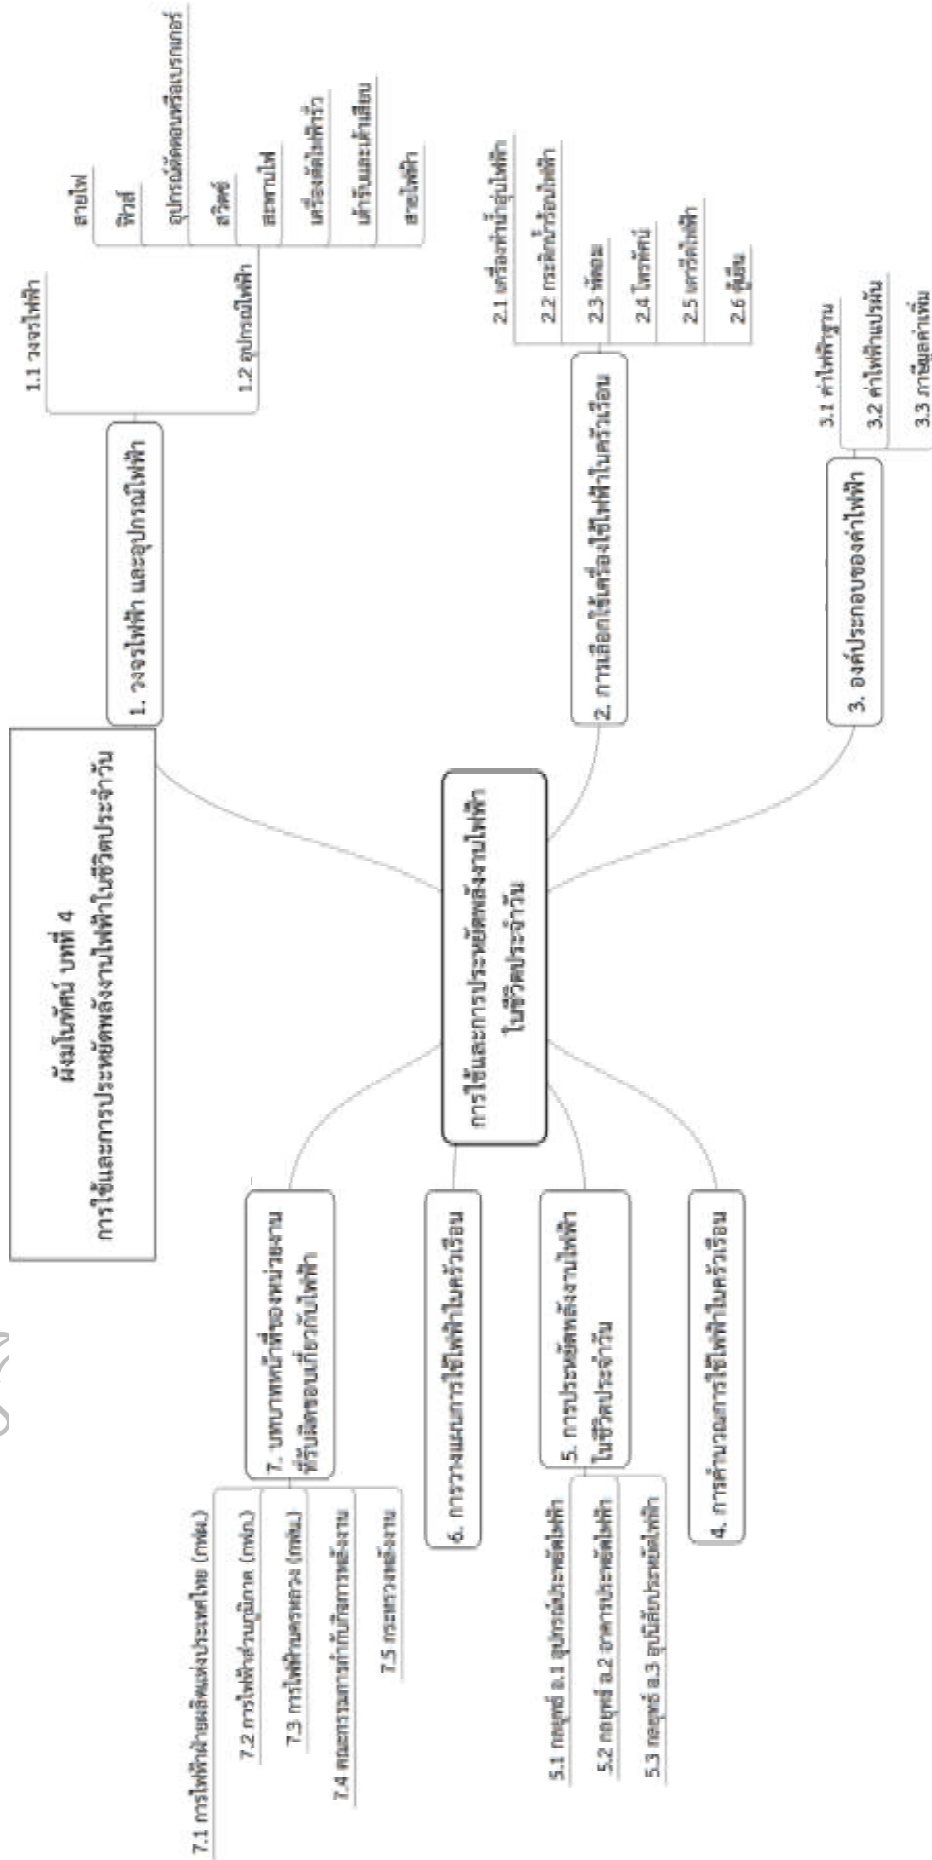 ผังมโนทัศน์ บทที่ 4
การใช้และการประหยัดพลังงานไฟฟ้าในชีวิตประจำวัน
การใช้และการประหยัดพลังงานไฟฟ้า
ในชีวิตประจำวัน
1. วงจรไฟฟ้า และอุปกรณ์ไฟฟ้า
1.1 วงจรไฟฟ้า
1.2 อุปกรณ์ไฟฟ้า
สายไฟ
ฟิวส์
อุปกรณ์ตัดตอนหรือเบรกเกอร์
สวิตซ์
สะพานไฟ
เครื่องตัดไฟฟ้ารั่ว
เต้ารับและเต้าเสียบ
สายไฟฟ้า
2. การเลือกใช้เครื่องใช้ไฟฟ้าในครัวเรือน
2.1 เครื่องทำน้ำอุ่นไฟฟ้า
2.2 กระติกน้ำร้อนไฟฟ้า
2.3 พัดลม
2.4 โทรทัศน์
2.5 เตารีดไฟฟ้า
2.6 ตู้เย็น
3. องค์ประกอบของค่าไฟฟ้า
3.1 ค่าไฟฟ้าฐาน
3.2 ค่าไฟฟ้าแปรผัน
3.3 ภาษีมูลค่าเพิ่ม
4. การคำนวณการใช้ไฟฟ้าในครัวเรือน
5. การประหยัดพลังงานไฟฟ้า
ในชีวิตประจำวัน
5.1 กลยุทธ์ อ.1 อุปกรณ์ประหยัดไฟฟ้า
5.2 กลยุทธ์ อ.2 อาคารประหยัดไฟฟ้า
5.3 กลยุทธ์ อ.3 อุปนิสัยประหยัดไฟฟ้า
6. การวางแผนการใช้ไฟฟ้าในครัวเรือน
7. บทบาทหน้าที่ของหน่วยงาน
ที่รับผิดชอบเกี่ยวกับไฟฟ้า
7.1 การไฟฟ้าฝ่ายผลิตแห่งประเทศไทย (กฟผ.)
7.2 การไฟฟ้าส่วนภูมิภาค (กฟภ.)
7.3 การไฟฟ้านครหลวง (กฟน.)
7.4 คณะกรรมการกำกับกิจการพลังงาน
7.5 กระทรวงพลังงาน